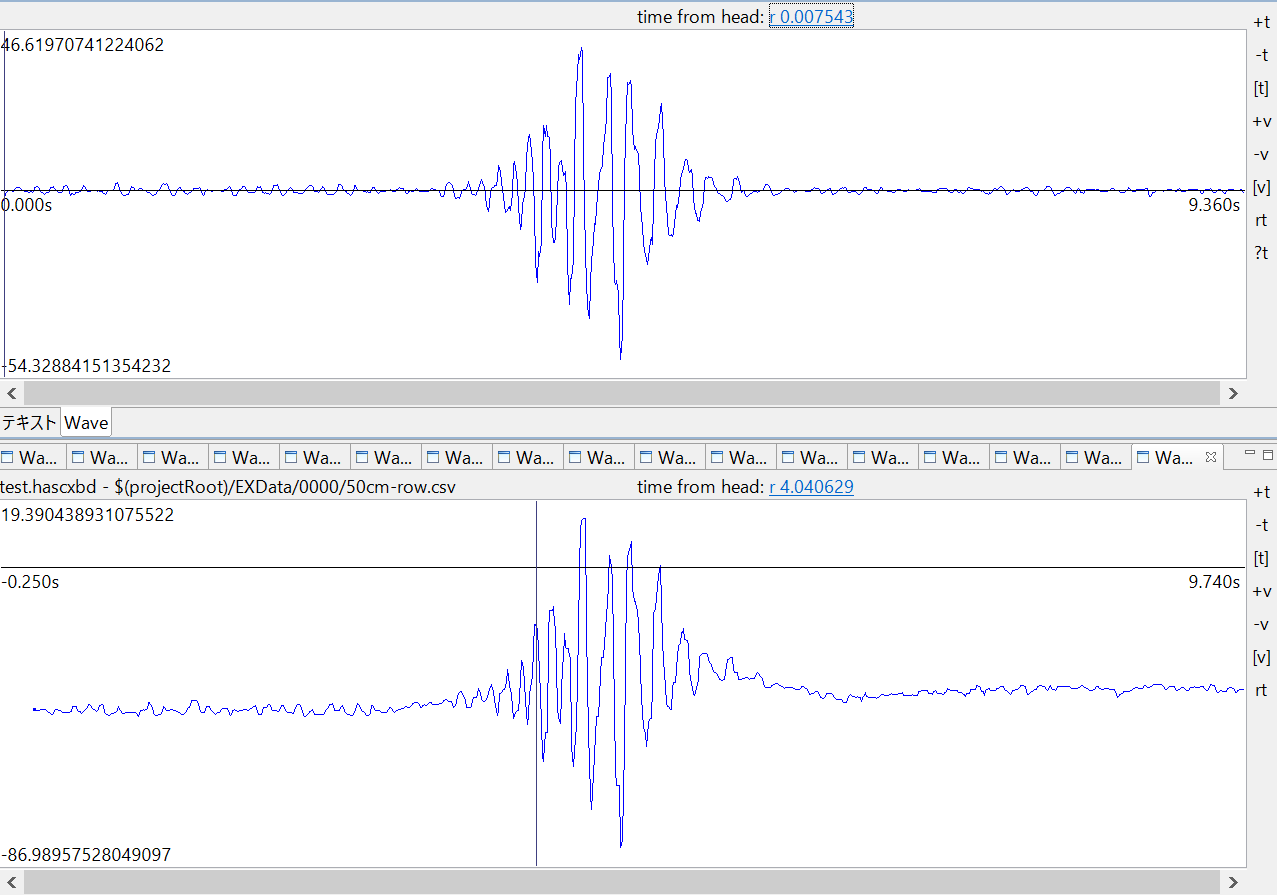 time from head: r 0.007543
+t
46.61970741224062
-t
[t]
+v
-v
[v]
0.000s
9.360s
rt
?t
-54.32884151354232
テキスト Wave
Wa... Wa... Wa... Wa... Wa... Wa... Wa... Wa... Wa... Wa... Wa... Wa... Wa... Wa... Wa... Wa... Wa...
test.hascxbd - $(projectRoot)/EXData/0000/50cm-row.csv time from head: r 4.040629
+t
19.390438931075522
-t
[t]
-0.250s
9.740s
+v
-v
[v]
rt
-86.98957528049097